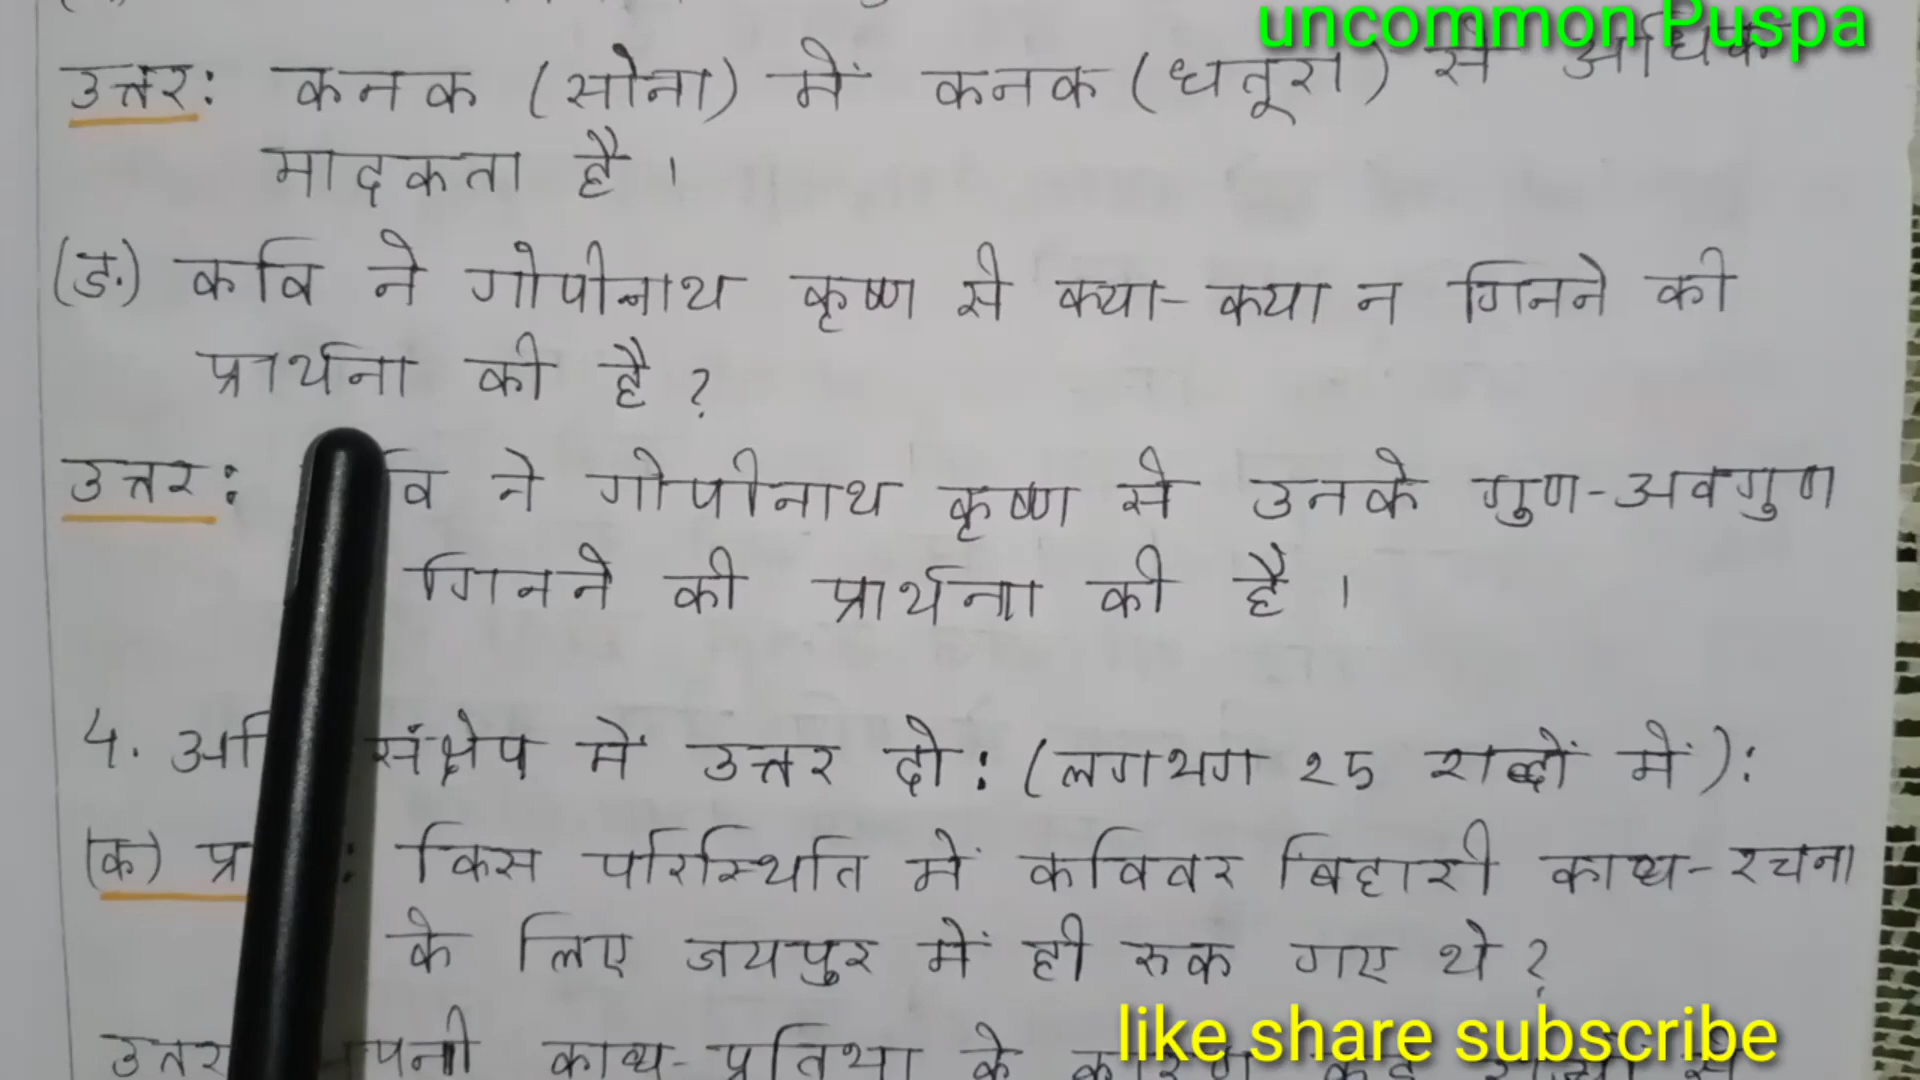 uncommon Puspa
उत्तर: कनक (सोना) में कनक (धतूरा) से अधिक
मादकता है ।
(ङ.) कवि ने गोपीनाथ कृष्ण से क्या-क्या न गिनने की
प्रार्थना की है ?
उत्तर: ने गोपीनाथ कृष्ण से उनके गुण-अवगुण
गिनने की प्रार्थना की है ।
4. संक्षेप में उत्तर दो: (लगभग 25 शब्दों में):
(क) किस परिस्थिति में कविवर बिहारी काव्य-रचना
के लिए जयपुर में ही रुक गए थे ?
उत्तर काव्य-प्रतिभा के
like share subscribe